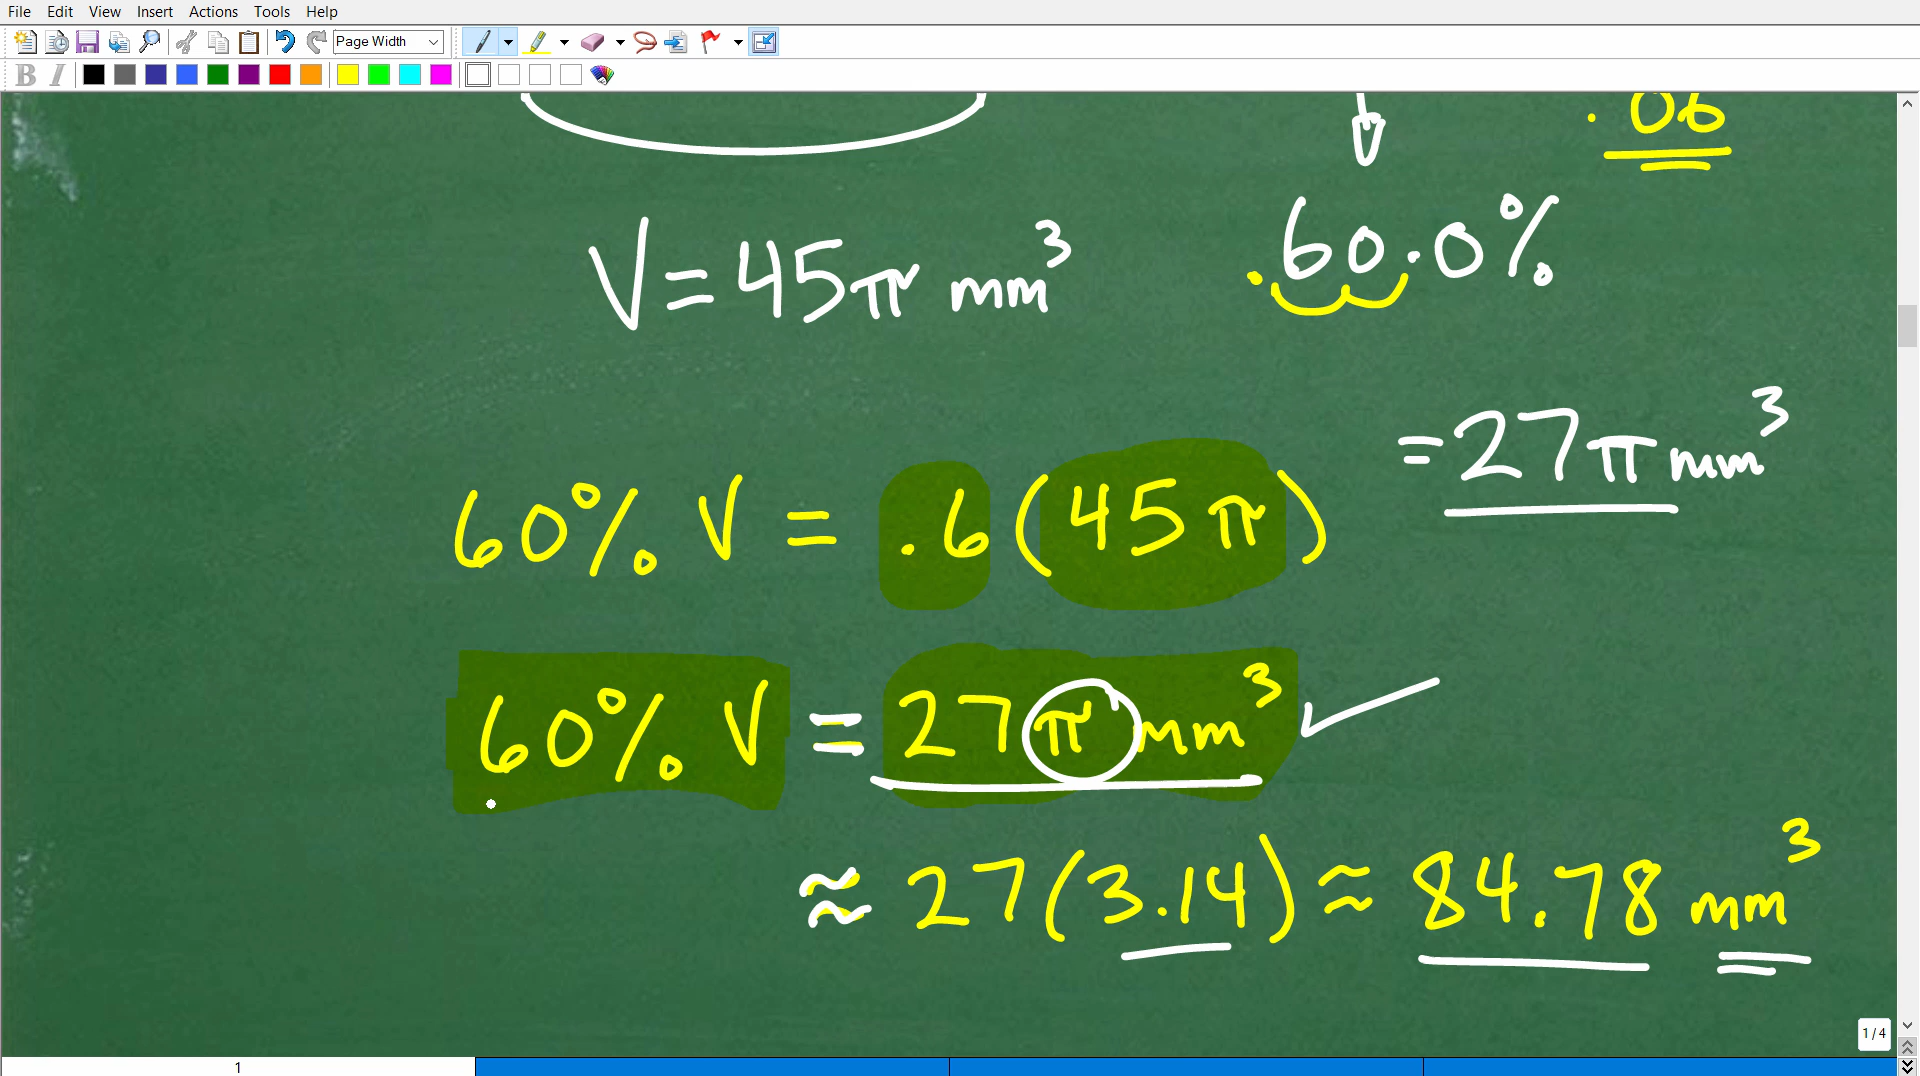 File Edit View Insert Actions Tools Help
Page Width
B I
.06
V = 45π mm³
.60.0%
= 27π mm³
60% V = .6(45π)
60% V = 27π mm³
≈ 27(3.14) ≈ 84.78 mm³
1 / 4
1